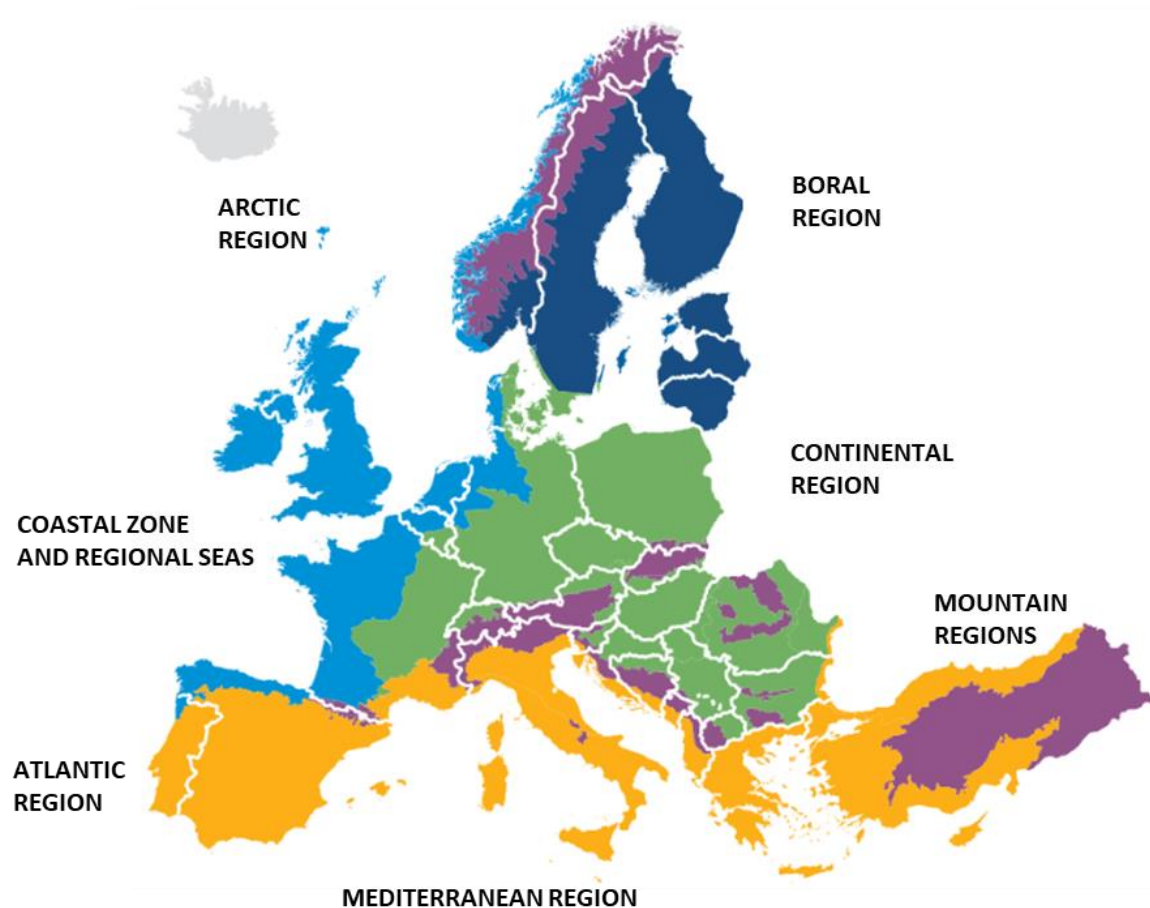 ARCTIC
REGION
BORAL
REGION
CONTINENTAL
REGION
COASTAL ZONE
AND REGIONAL SEAS
MOUNTAIN
REGIONS
ATLANTIC
REGION
MEDITERRANEAN REGION